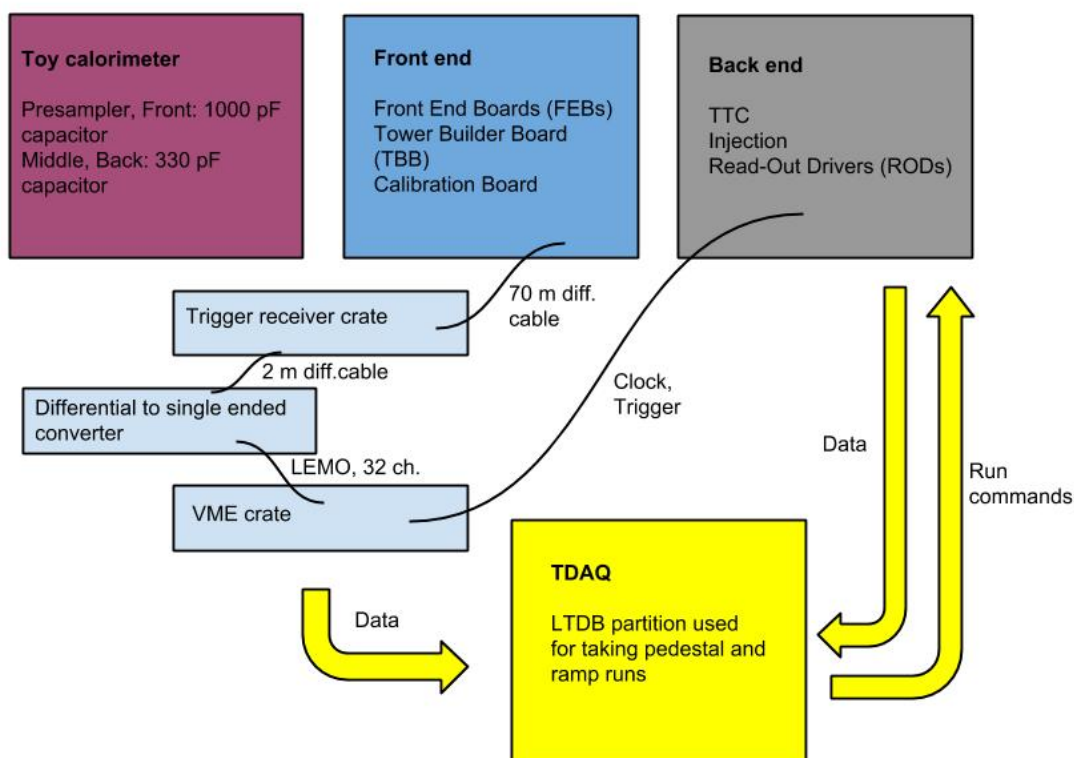 Toy calorimeter
Presampler, Front: 1000 pF
capacitor
Middle, Back: 330 pF
capacitor
Front end
Front End Boards (FEBs)
Tower Builder Board
(TBB)
Calibration Board
Back end
TTC
Injection
Read-Out Drivers (RODs)
Trigger receiver crate
70 m diff.
cable
2 m diff.cable
Differential to single ended
converter
LEMO, 32 ch.
VME crate
Clock,
Trigger
Data
Run
commands
Data
TDAQ
LTDB partition used
for taking pedestal and
ramp runs